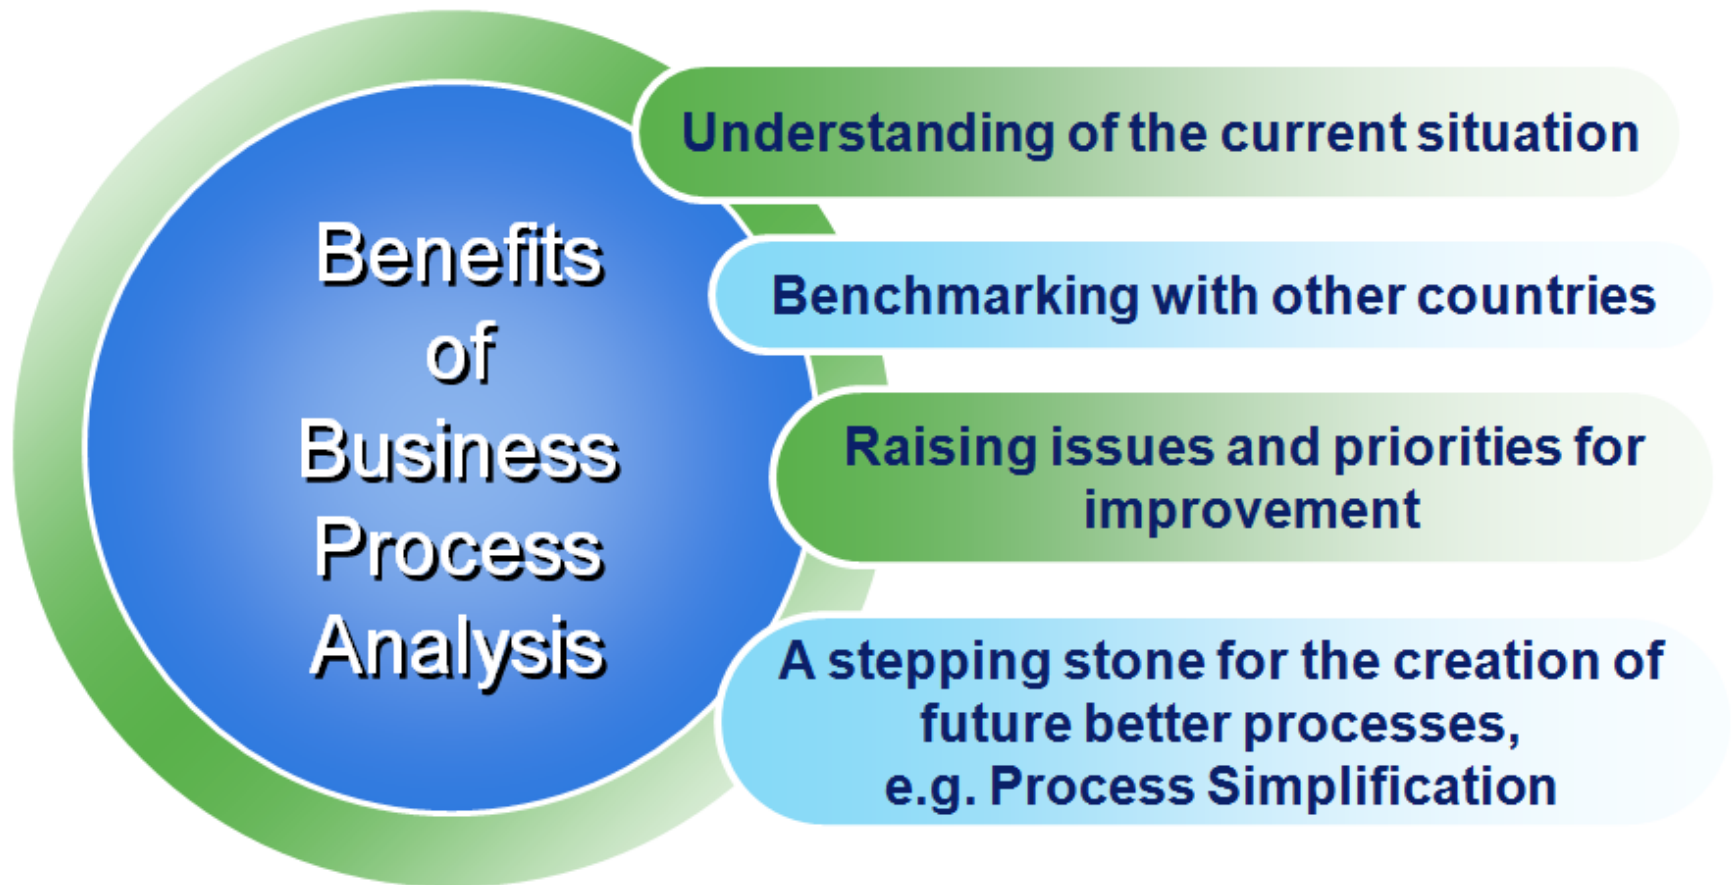 Benefits
of
Business
Process
Analysis
Understanding of the current situation
Benchmarking with other countries
Raising issues and priorities for
improvement
A stepping stone for the creation of
future better processes,
e.g. Process Simplification